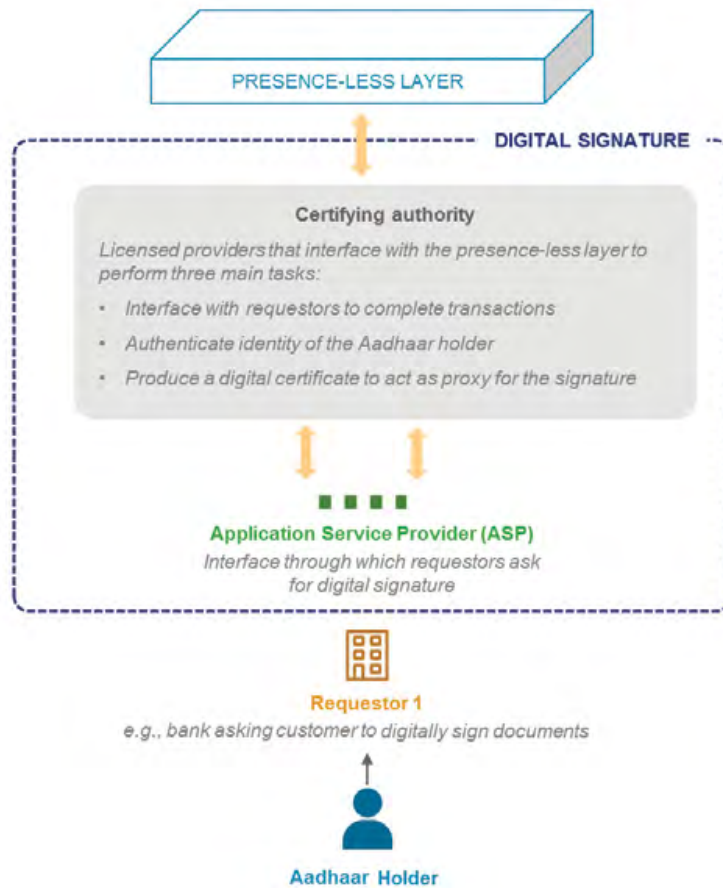 PRESENCE-LESS LAYER
DIGITAL SIGNATURE
Certifying authority
Licensed providers that interface with the presence-less layer to
perform three main tasks:
• Interface with requestors to complete transactions
• Authenticate identity of the Aadhaar holder
• Produce a digital certificate to act as proxy for the signature
Application Service Provider (ASP)
Interface through which requestors ask
for digital signature
Requestor 1
e.g., bank asking customer to digitally sign documents
Aadhaar Holder